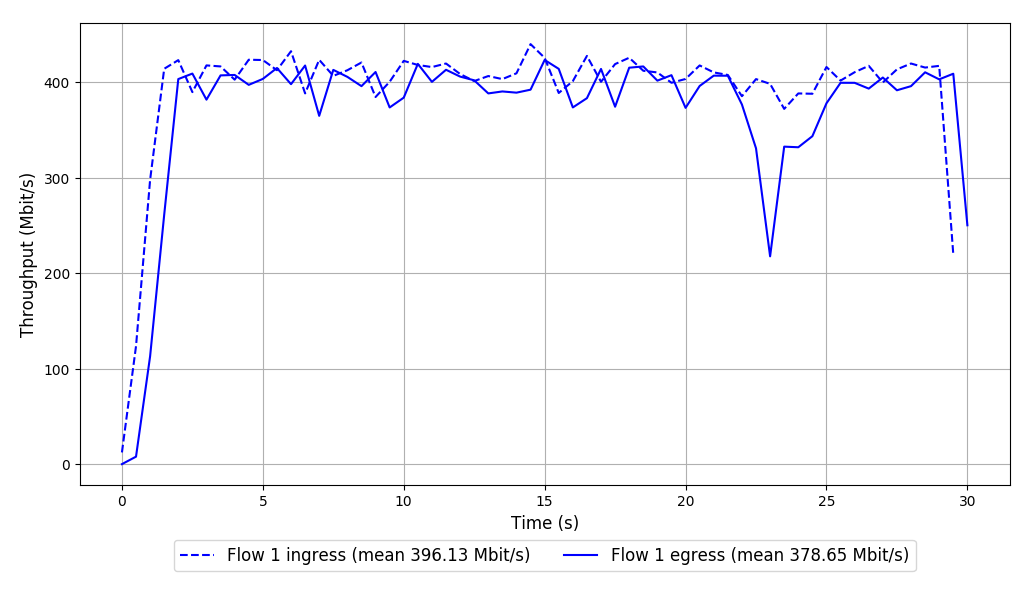 Throughput (Mbit/s)
400
300
200
100
0
0 5 10 15 20 25 30
Time (s)
Flow 1 ingress (mean 396.13 Mbit/s) Flow 1 egress (mean 378.65 Mbit/s)